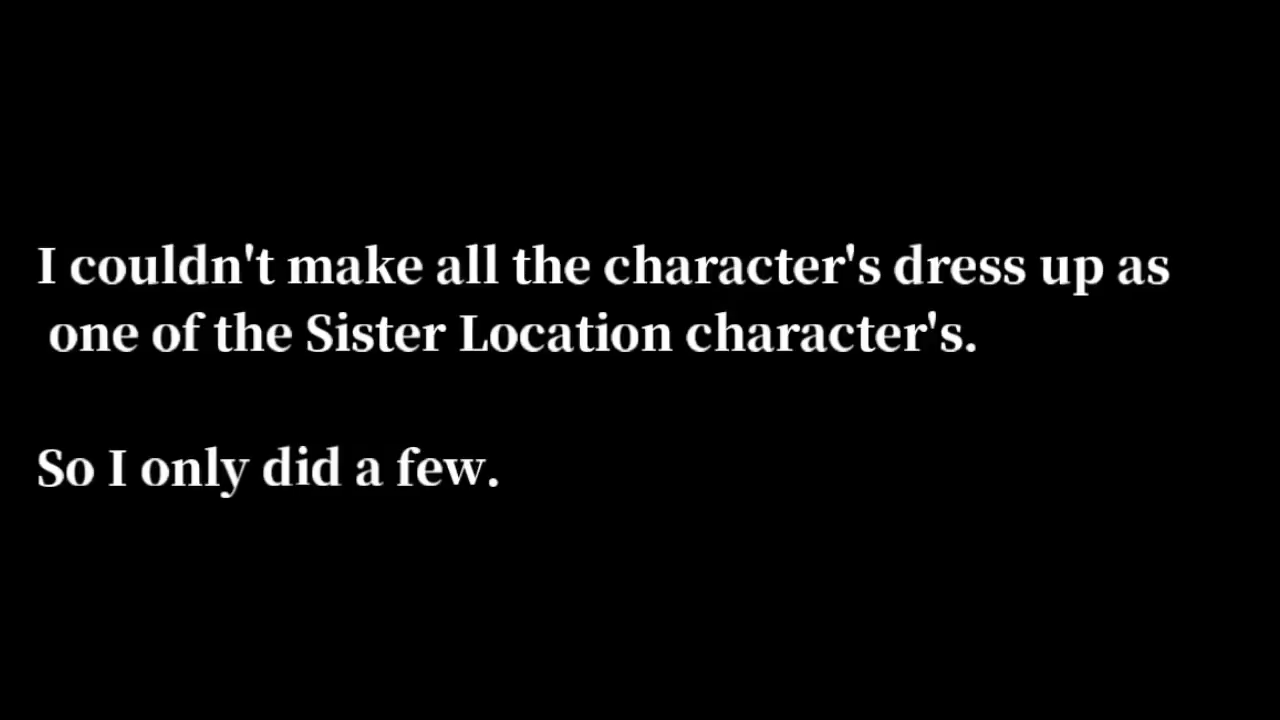 I couldn't make all the character's dress up as
one of the Sister Location character's.
So I only did a few.